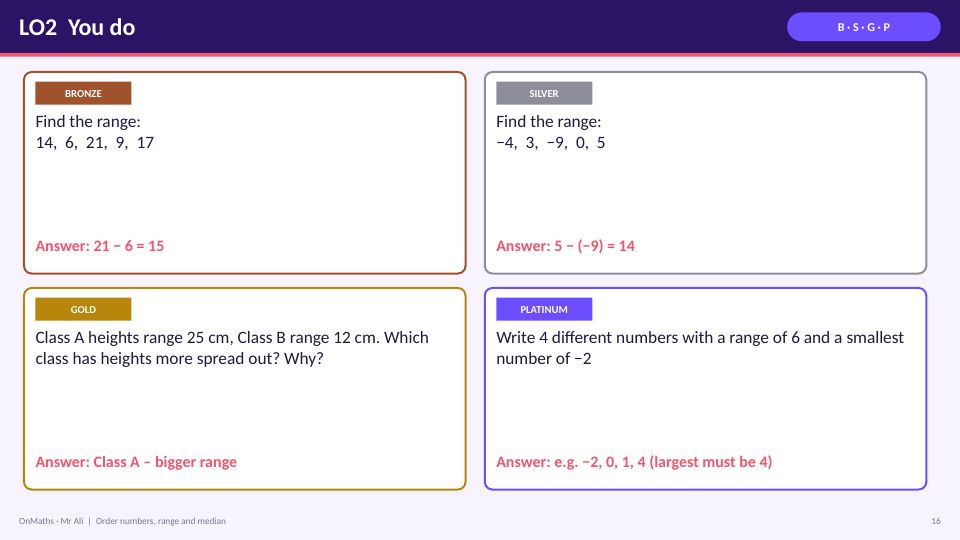 LO2  You do
B · S · G · P
BRONZE
Find the range:
14,  6,  21,  9,  17
Answer: 21 − 6 = 15
SILVER
Find the range:
−4,  3,  −9,  0,  5
Answer: 5 − (−9) = 14
GOLD
Class A heights range 25 cm, Class B range 12 cm. Which
class has heights more spread out? Why?
Answer: Class A – bigger range
PLATINUM
Write 4 different numbers with a range of 6 and a smallest
number of −2
Answer: e.g. −2, 0, 1, 4 (largest must be 4)
OnMaths · Mr Ali  |  Order numbers, range and median
16